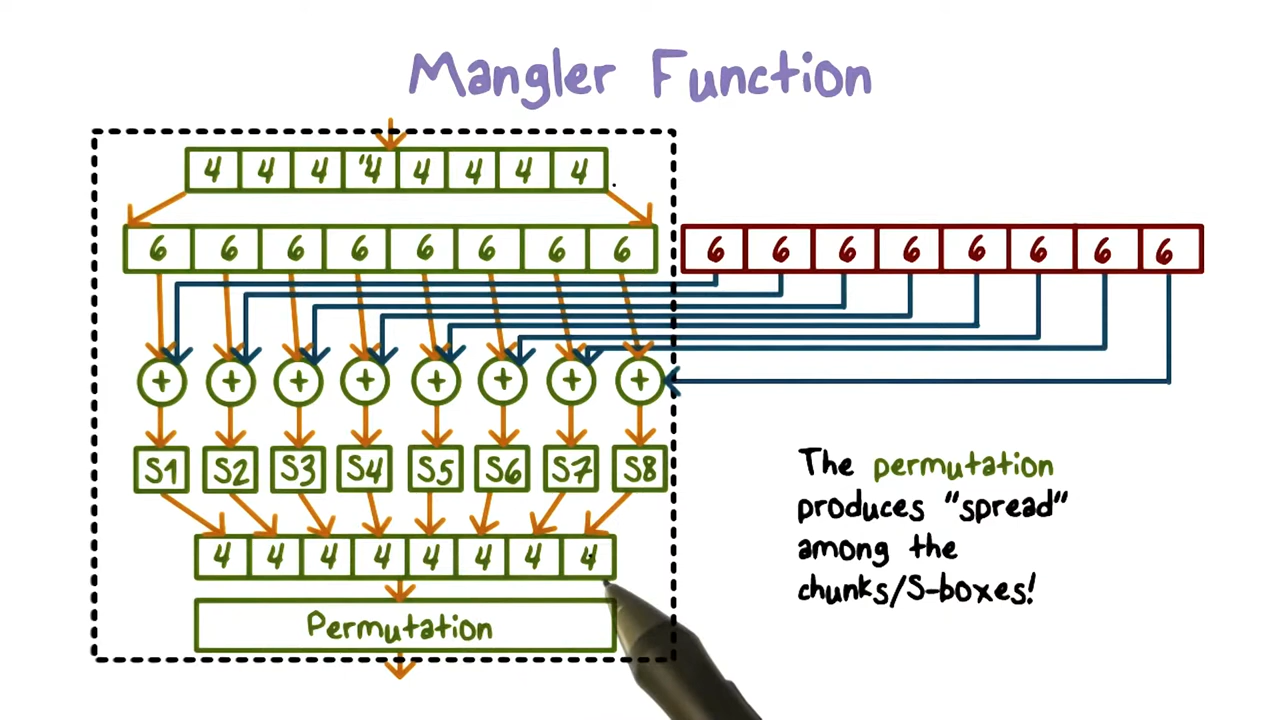 Mangler Function
4 4 4 4 4 4 4 4
6 6 6 6 6 6 6 6 6 6 6 6 6 6 6 6
+ + + + + + + +
S1 S2 S3 S4 S5 S6 S7 S8
4 4 4 4 4 4 4 4
Permutation
The permutation
produces "spread"
among the
chunks/S-boxes!